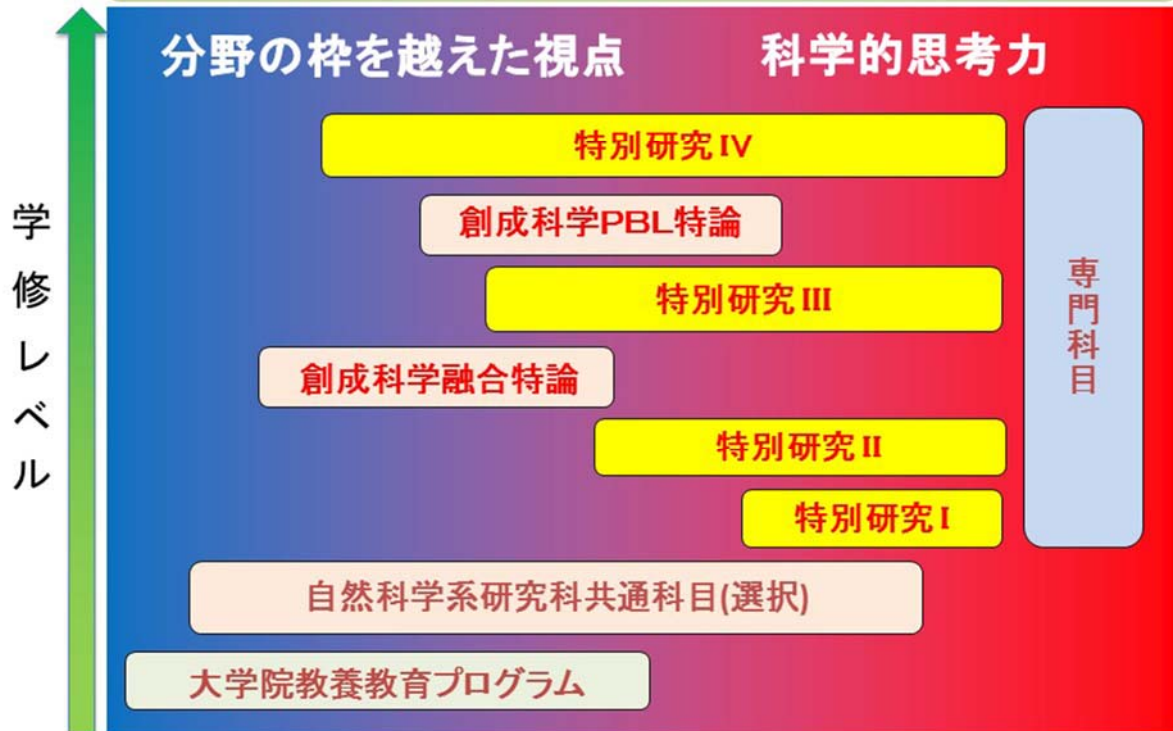 分野の枠を越えた視点
科学的思考力
特別研究IV
創成科学PBL特論
特別研究III
創成科学融合特論
特別研究II
特別研究I
自然科学系研究科共通科目(選択)
大学院教養教育プログラム
専門科目
学修レベル